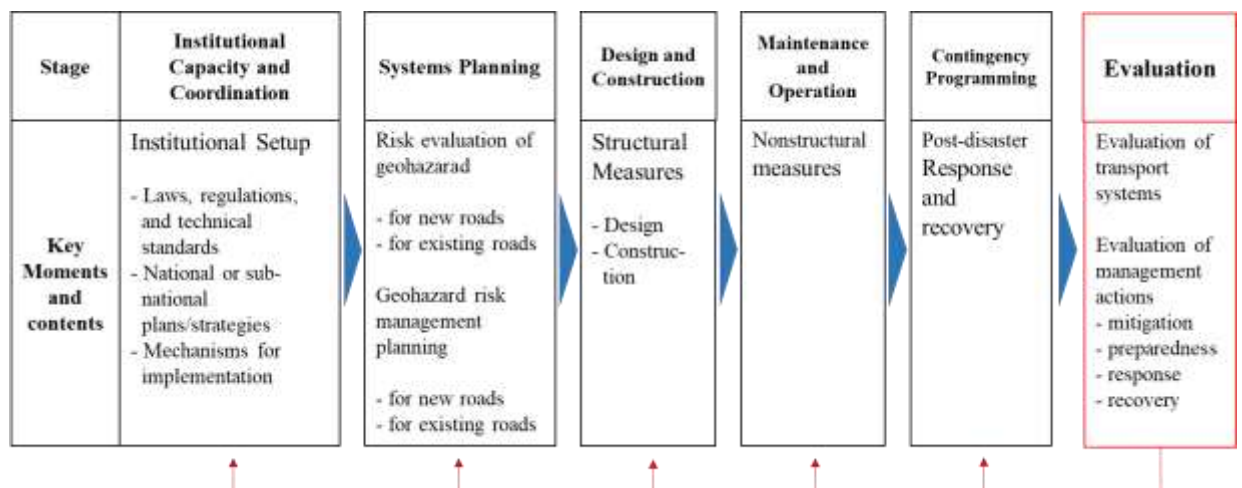 Stage
Institutional
Capacity and
Coordination
Systems Planning
Design and
Construction
Maintenance
and
Operation
Contingency
Programming
Evaluation
Key
Moments
and
contents
Institutional Setup
- Laws, regulations,
and technical
standards
- National or sub-
national
plans/strategies
- Mechanisms for
implementation
Risk evaluation of
geohazarad
- for new roads
- for existing roads
Geohazard risk
management
planning
- for new roads
- for existing roads
Structural
Measures
- Design
- Construc-
tion
Nonstructural
measures
Post-disaster
Response
and
recovery
Evaluation of
transport
systems
Evaluation of
management
actions
- mitigation
- preparedness
- response
- recovery